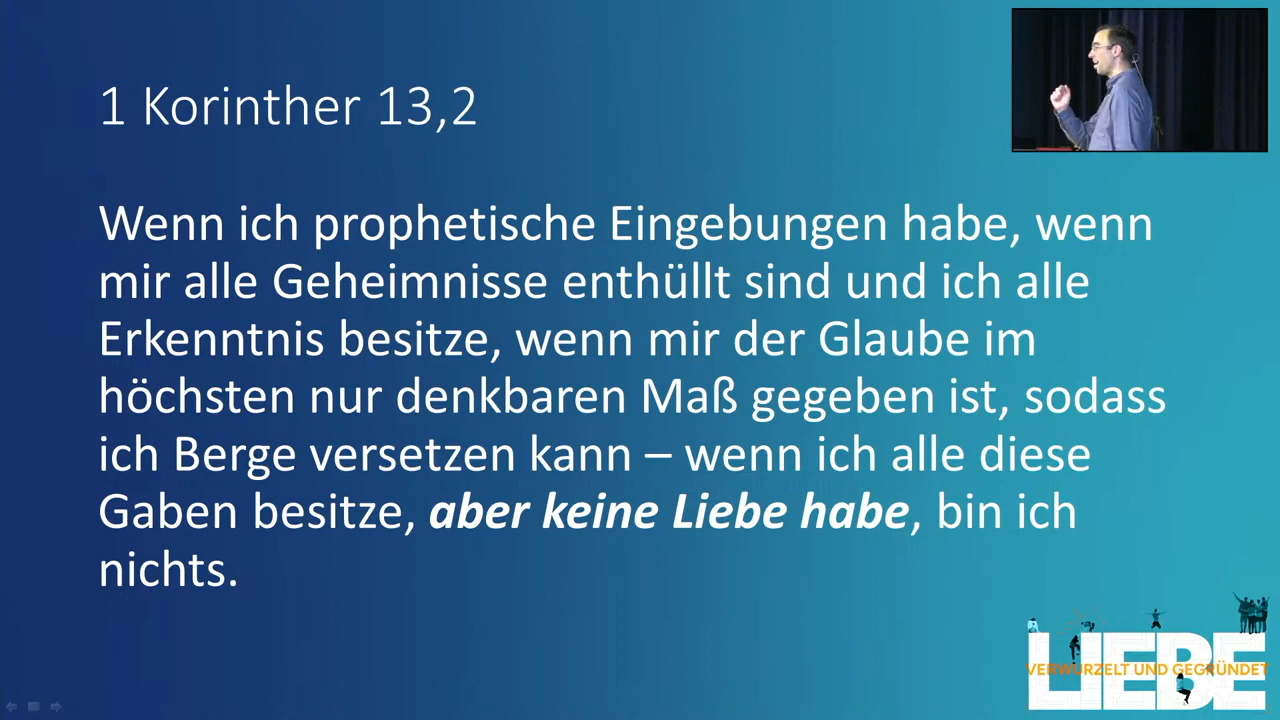 1 Korinther 13,2
Wenn ich prophetische Eingebungen habe, wenn
mir alle Geheimnisse enthüllt sind und ich alle
Erkenntnis besitze, wenn mir der Glaube im
höchsten nur denkbaren Maß gegeben ist, sodass
ich Berge versetzen kann – wenn ich alle diese
Gaben besitze, aber keine Liebe habe, bin ich
nichts.
LIEBE
VERWURZELT UND GEGRÜNDET